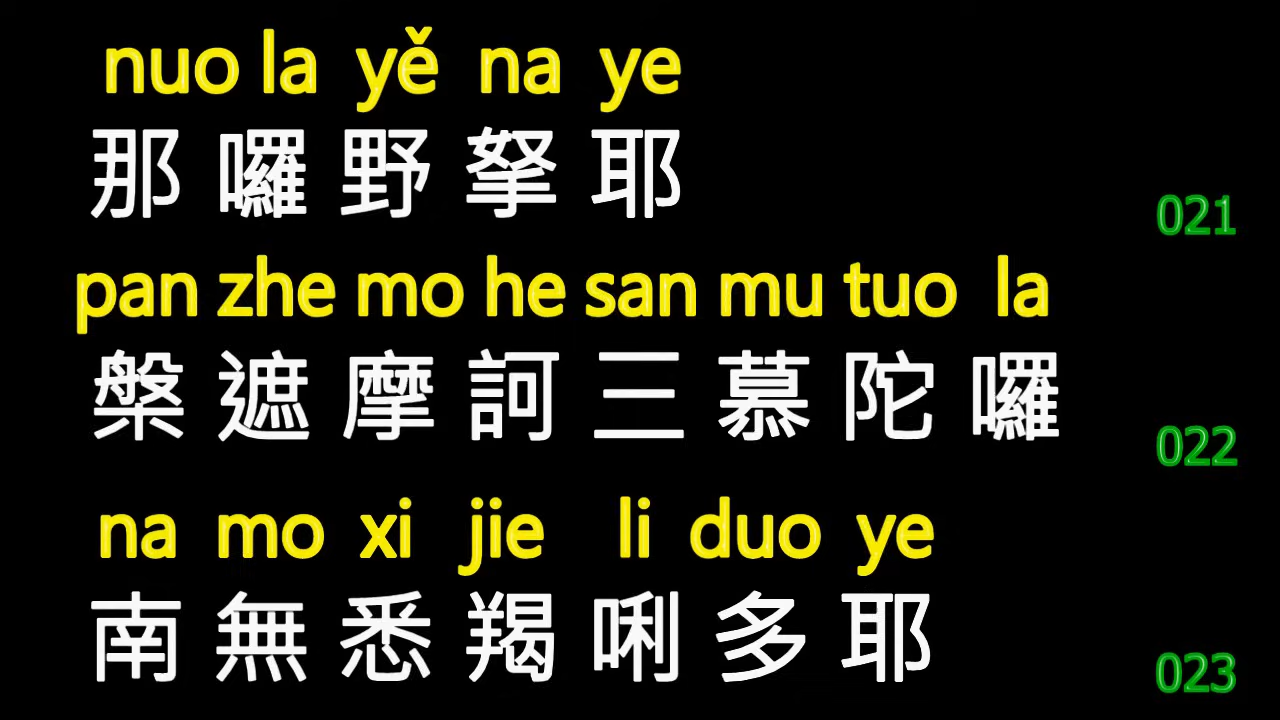 nuo la yě na ye
那囉野拏耶
021
pan zhe mo he san mu tuo la
槃遮摩訶三慕陀囉
022
na mo xi jie li duo ye
南無悉羯唎多耶
023